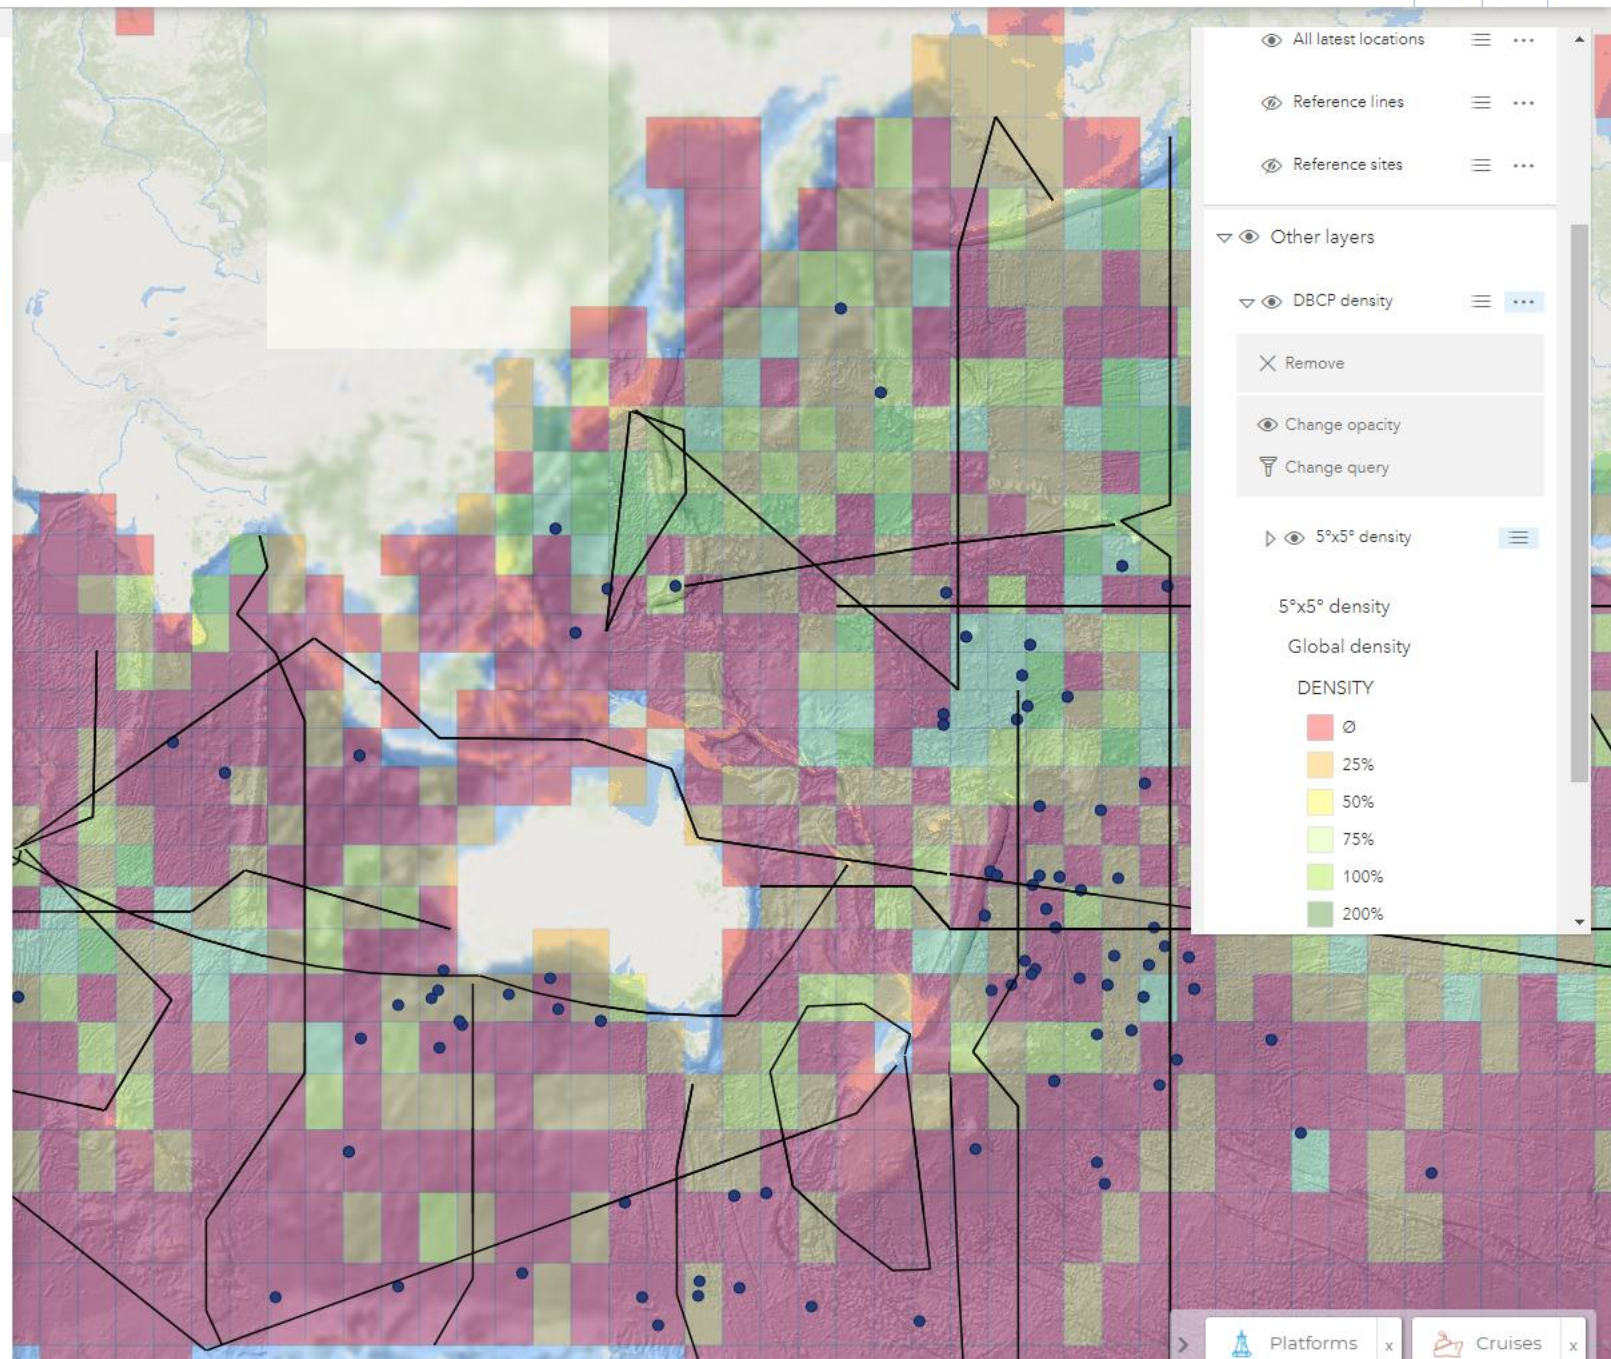 All latest locations
Reference lines
Reference sites
Other layers
DBCP density
Remove
Change opacity
Change query
5°x5° density
5°x5° density
Global density
DENSITY
Ø
25%
50%
75%
100%
200%
Platforms x
Cruises x